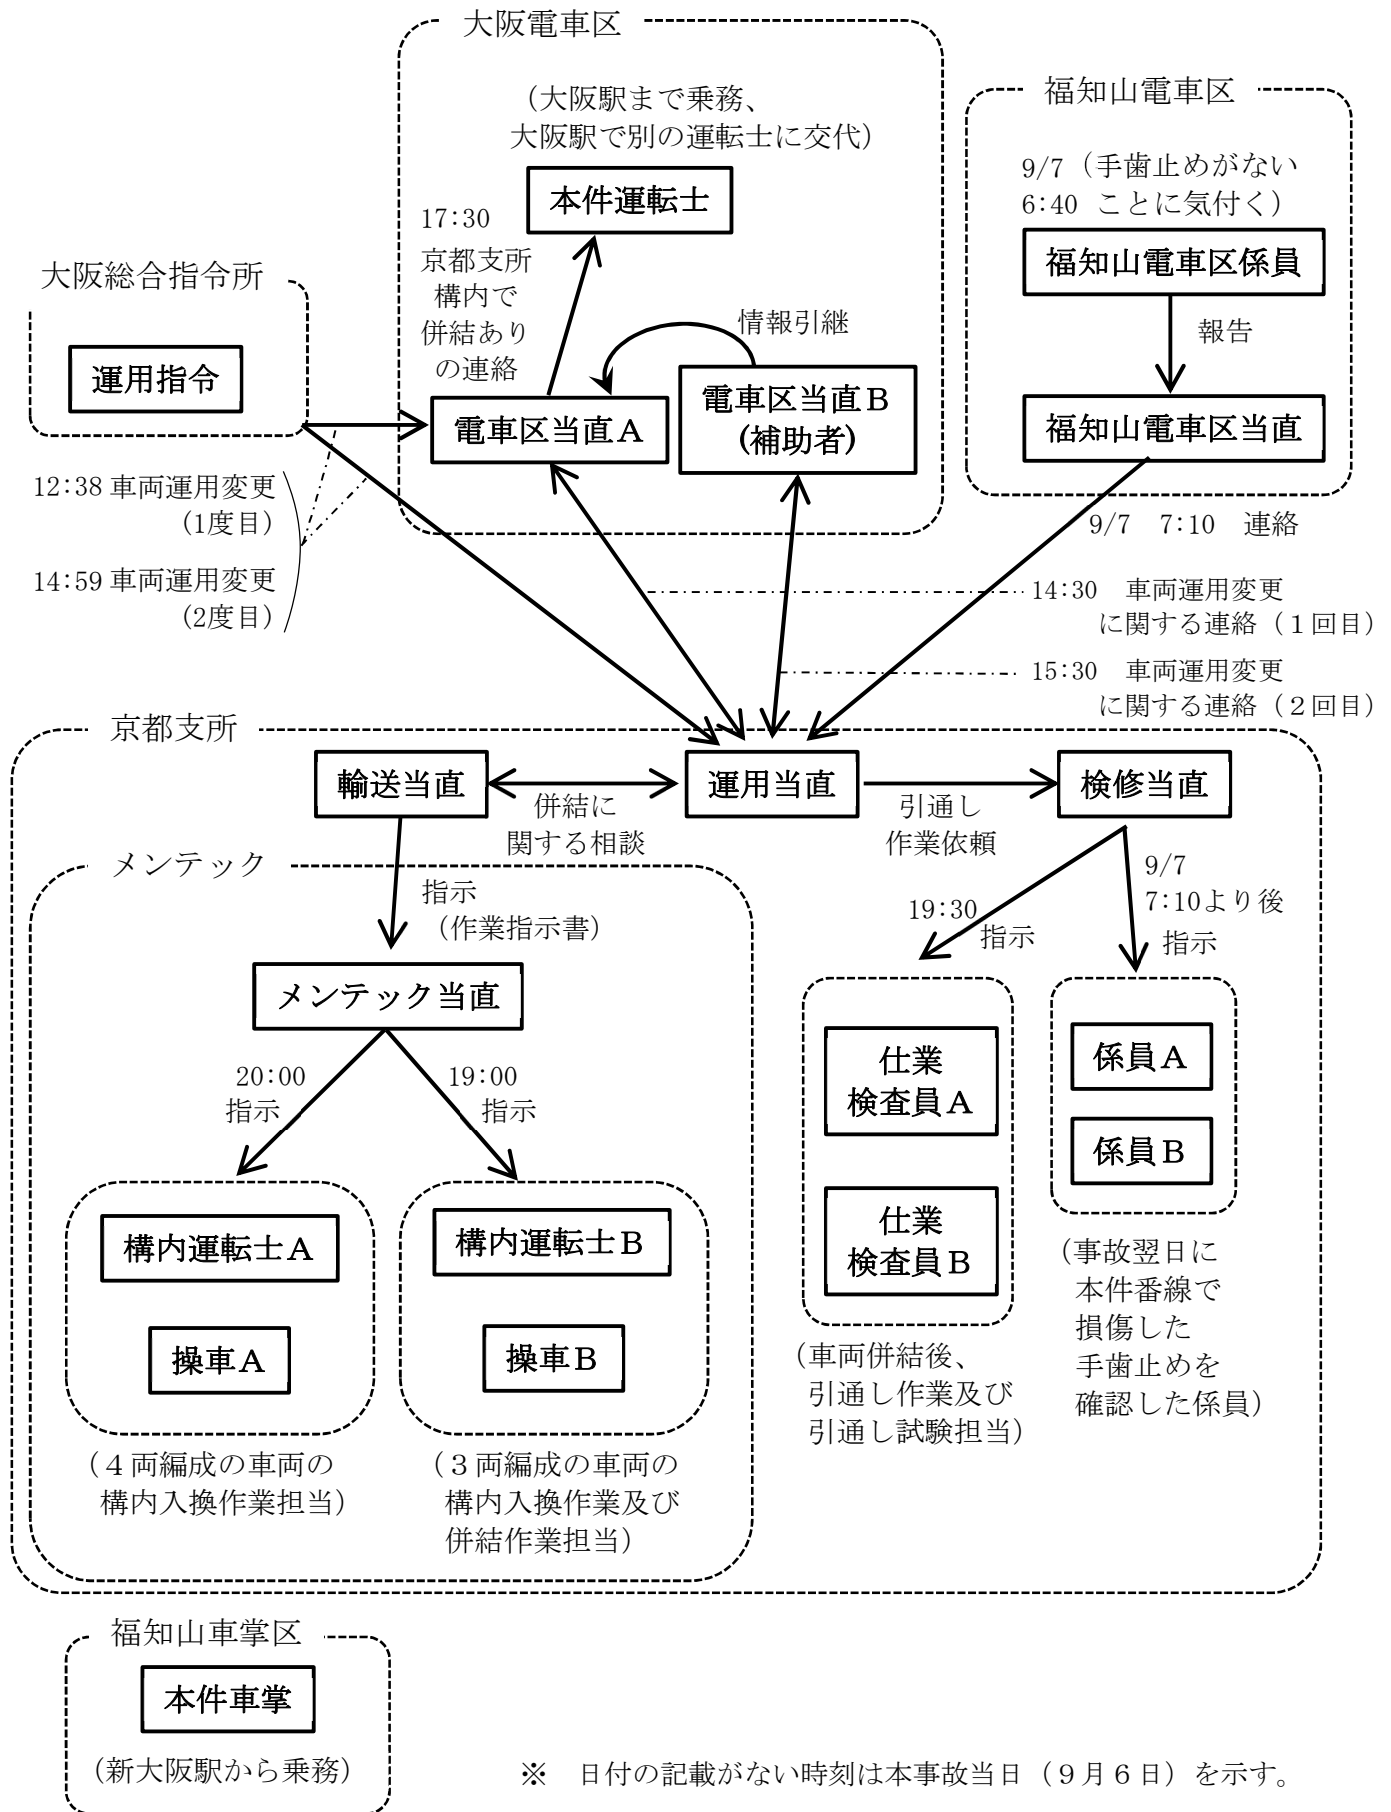 大阪電車区
(大阪駅まで乗務、
大阪駅で別の運転士に交代)
本件運転士
17:30
京都支所
構内で
併結あり
の連絡
情報引継
電車区当直A
電車区当直B
(補助者)
福知山電車区
9/7 (手歯止めがない
6:40 ことに気付く)
福知山電車区係員
報告
福知山電車区当直
9/7 7:10 連絡
大阪総合指令所
運用指令
12:38 車両運用変更
(1度目)
14:59 車両運用変更
(2度目)
14:30 車両運用変更
に関する連絡(1回目)
15:30 車両運用変更
に関する連絡(2回目)
京都支所
輸送当直
併結に
関する相談
運用当直
引通し
作業依頼
検修当直
メンテック
指示
(作業指示書)
メンテック当直
20:00
指示
19:00
指示
構内運転士A
操車A
(4両編成の車両の
構内入換作業担当)
構内運転士B
操車B
(3両編成の車両の
構内入換作業及び
併結作業担当)
19:30
指示
9/7
7:10より後
指示
仕業
検査員A
仕業
検査員B
(車両併結後、
引通し作業及び
引通し試験担当)
係員A
係員B
(事故翌日に
本件番線で
損傷した
手歯止めを
確認した係員)
福知山車掌区
本件車掌
(新大阪駅から乗務)
※ 日付の記載がない時刻は本事故当日(9月6日)を示す。